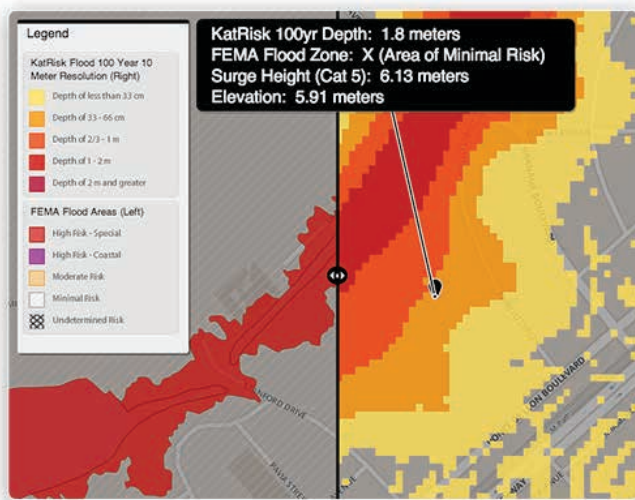 Legend
KatRisk Flood 100 Year 10
Meter Resolution (Right)
Depth of less than 33 cm
Depth of 33 - 66 cm
Depth of 2/3 - 1 m
Depth of 1 - 2 m
Depth of 2 m and greater
FEMA Flood Areas (Left)
High Risk - Special
High Risk - Coastal
Moderate Risk
Minimal Risk
Undetermined Risk
KatRisk 100yr Depth: 1.8 meters
FEMA Flood Zone: X (Area of Minimal Risk)
Surge Height (Cat 5): 6.13 meters
Elevation: 5.91 meters
BOULEVARD